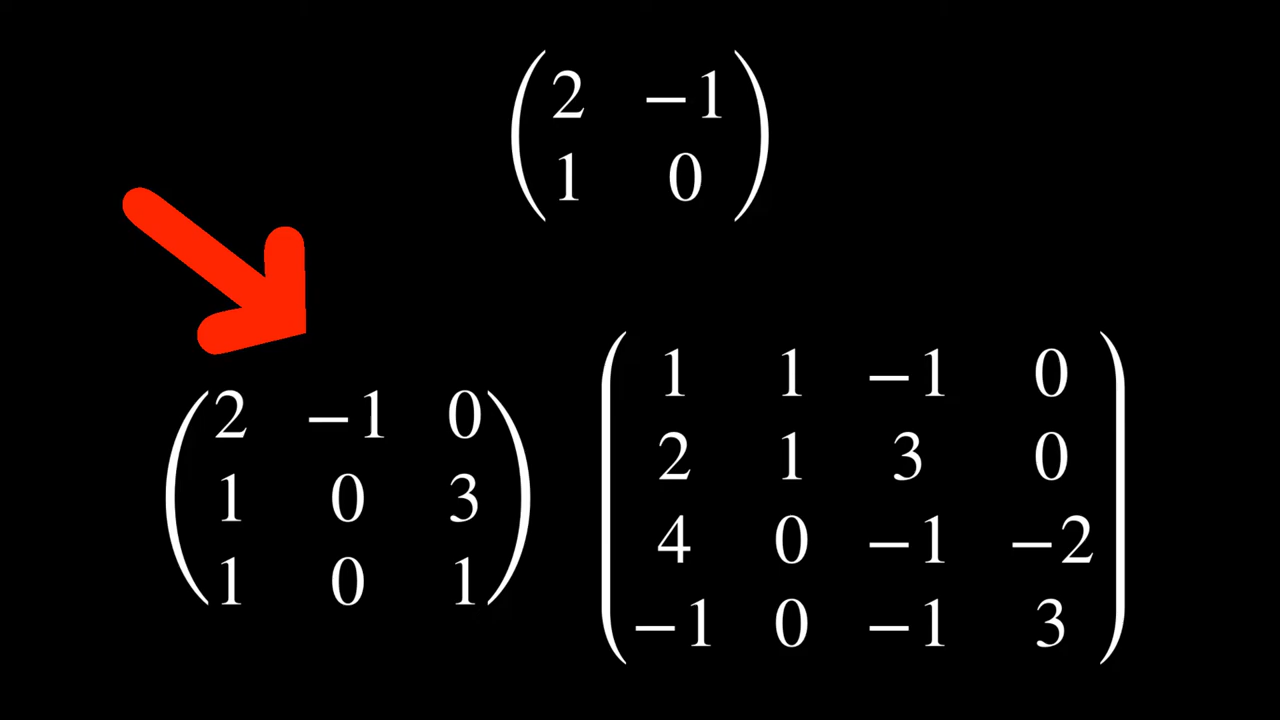 2 −1
1 0
2 −1 0
1 0 3
1 0 1
1 1 −1 0
2 1 3 0
4 0 −1 −2
−1 0 −1 3